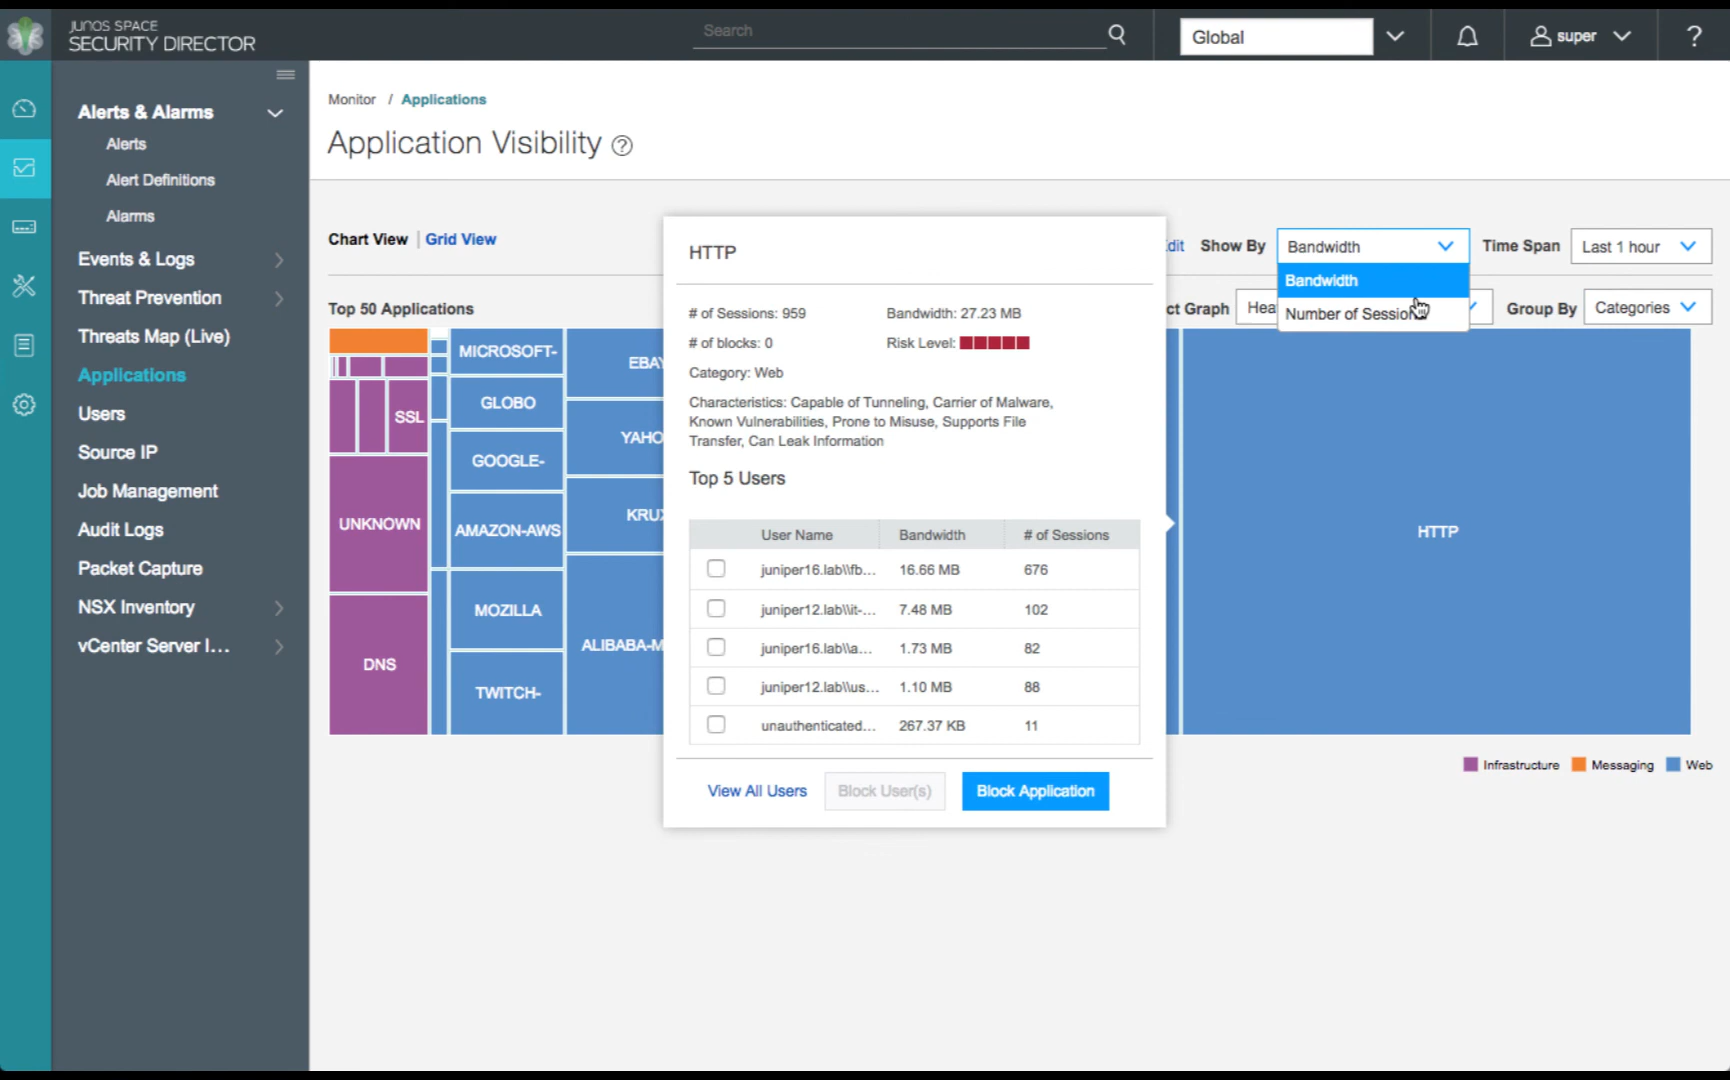 JUNOS SPACE
SECURITY DIRECTOR
Search
Global
super
?
Alerts & Alarms
Alerts
Alert Definitions
Alarms
Events & Logs
Threat Prevention
Threats Map (Live)
Applications
Users
Source IP
Job Management
Audit Logs
Packet Capture
NSX Inventory
vCenter Server I...
Monitor / Applications
Application Visibility ?
Chart View | Grid View
dit Show By Bandwidth Time Span Last 1 hour
Bandwidth
Number of Session
Top 50 Applications
ct Graph Hea Group By Categories
SSL
UNKNOWN
DNS
MICROSOFT-
GLOBO
GOOGLE-
AMAZON-AWS
MOZILLA
TWITCH-
EBAY
YAHO
KRUX
ALIBABA-M
HTTP
# of Sessions: 959 Bandwidth: 27.23 MB
# of blocks: 0 Risk Level:
Category: Web
Characteristics: Capable of Tunneling, Carrier of Malware,
Known Vulnerabilities, Prone to Misuse, Supports File
Transfer, Can Leak Information
Top 5 Users
User Name Bandwidth # of Sessions
juniper16.lab\\fb... 16.66 MB 676
juniper12.lab\\it-... 7.48 MB 102
juniper16.lab\\a... 1.73 MB 82
juniper12.lab\\us... 1.10 MB 88
unauthenticated... 267.37 KB 11
View All Users Block User(s) Block Application
HTTP
Infrastructure Messaging Web